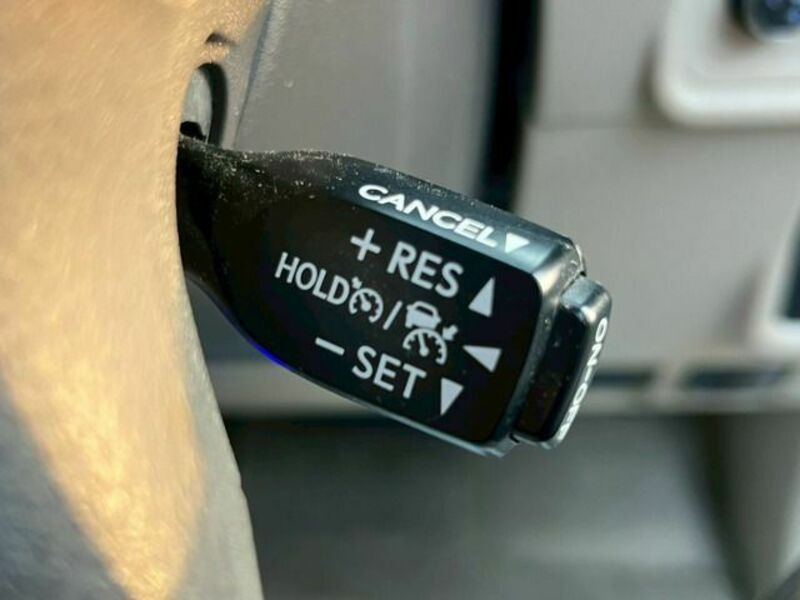 CANCEL▼
+ RES ▲
HOLD / ◀
− SET ▼
ON-OFF